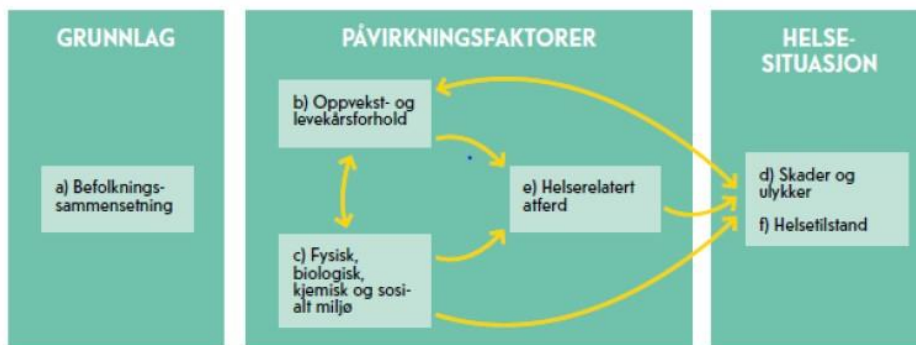 GRUNNLAG
a) Befolknings-
sammensetning
PÅVIRKNINGSFAKTORER
b) Oppvekst- og
levekårsforhold
e) Helserelatert
atferd
c) Fysisk,
biologisk,
kjemisk og sosi-
alt miljø
HELSE-
SITUASJON
d) Skader og
ulykker
f) Helsetilstand